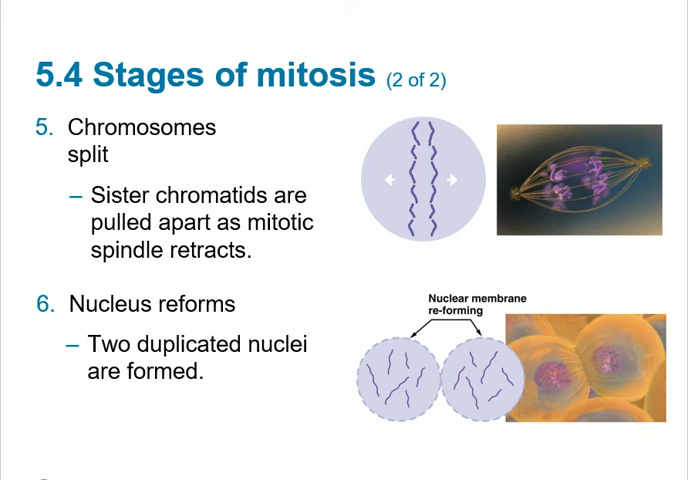 5.4 Stages of mitosis (2 of 2)
5. Chromosomes
split
– Sister chromatids are
pulled apart as mitotic
spindle retracts.
6. Nucleus reforms
– Two duplicated nuclei
are formed.
Nuclear membrane
re-forming